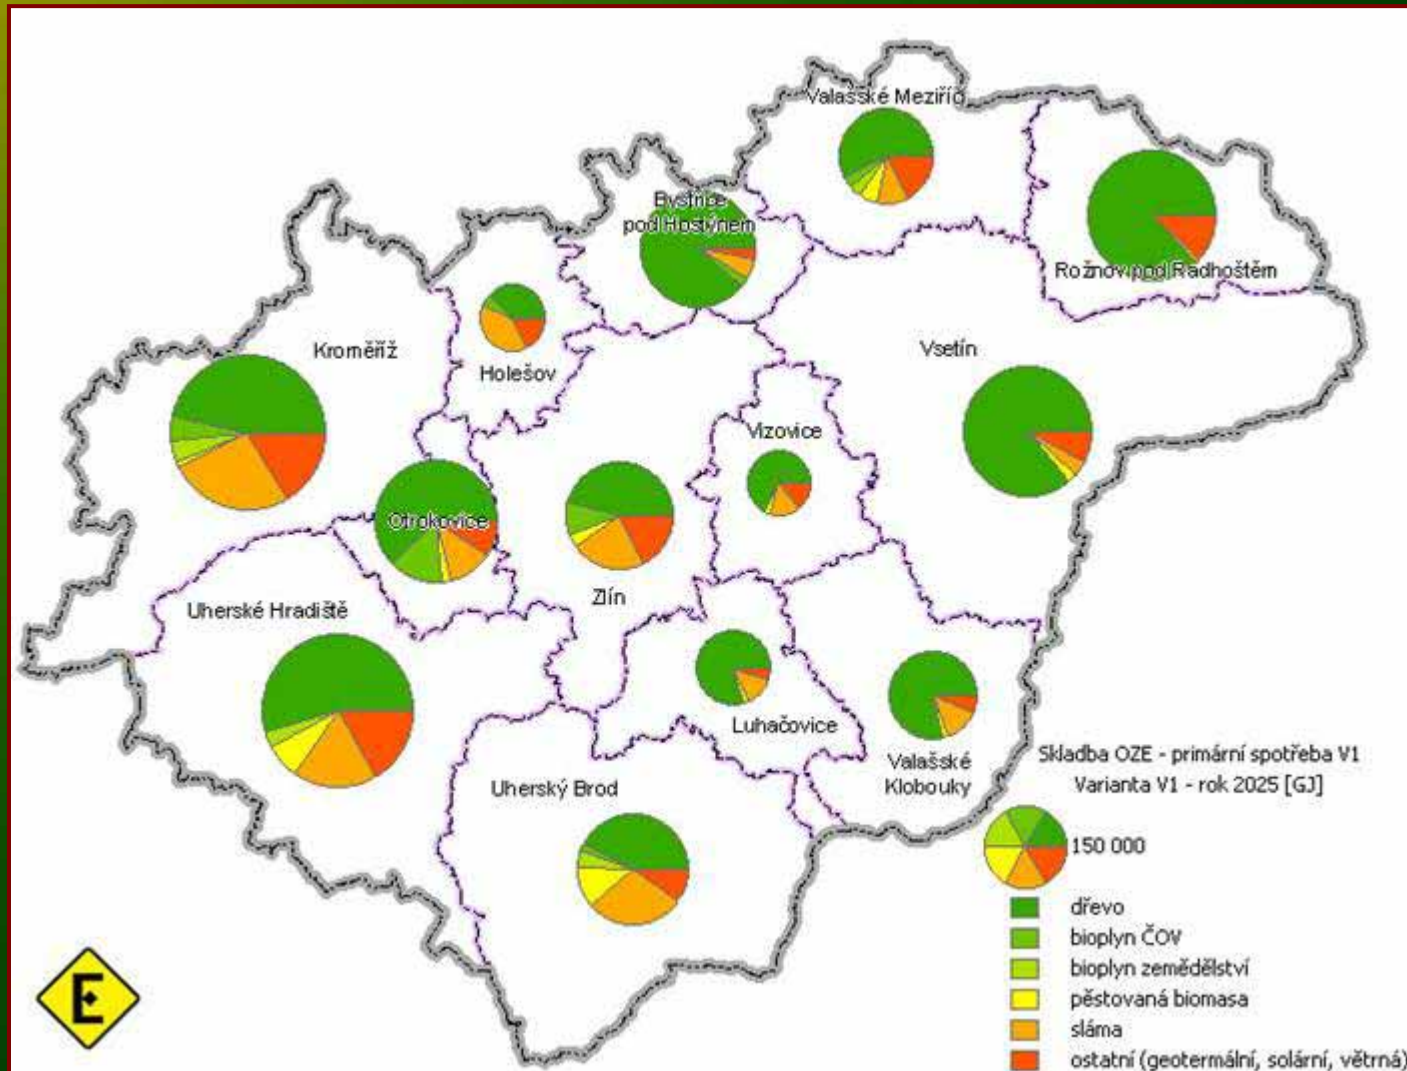 Valašské Meziříčí
Bystřice
pod Hostýnem
Rožnov pod Radhoštěm
Kroměříž
Holešov
Vsetín
Vizovice
Otrokovice
Zlín
Uherské Hradiště
Luhačovice
Valašské
Klobouky
Uherský Brod
Skladba OZE - primární spotřeba V1
Varianta V1 - rok 2025 [GJ]
150 000
dřevo
bioplyn ČOV
bioplyn zemědělství
pěstovaná biomasa
sláma
ostatní (geotermální, solární, větrná)
E